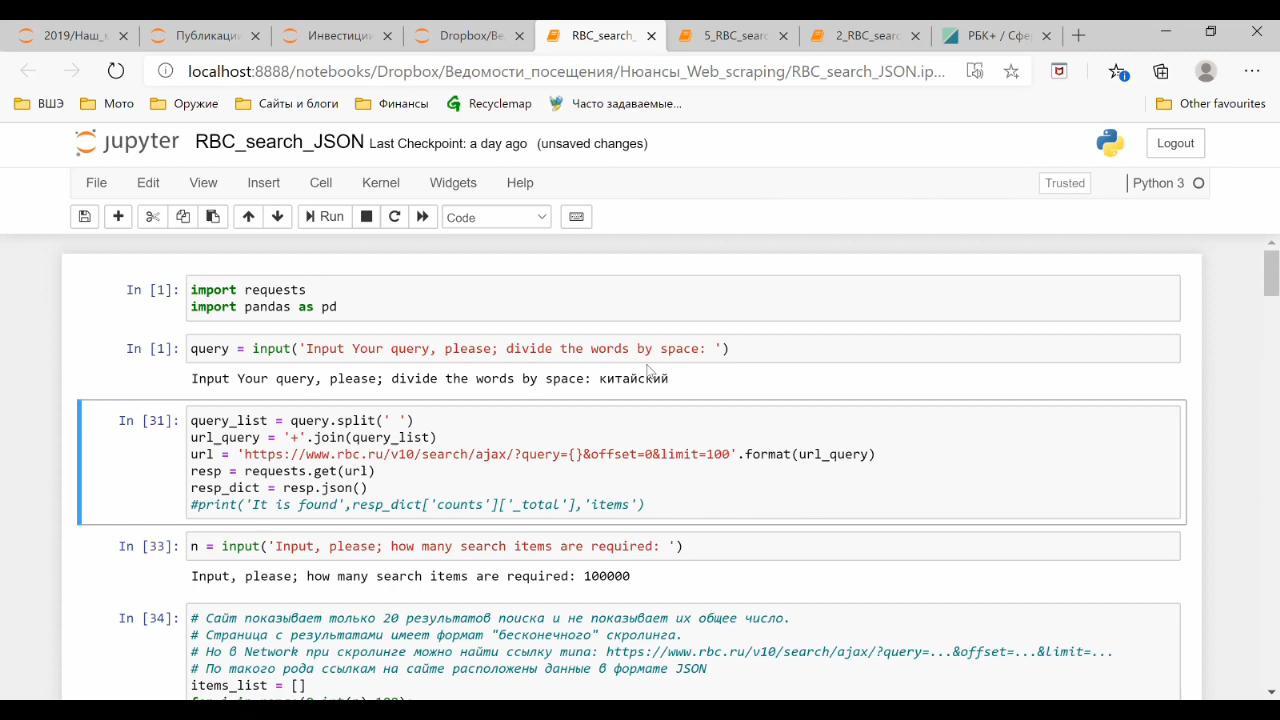 2019/Наш_
Публикаци
Инвестици
Dropbox/Ве
RBC_search_
5_RBC_searc
2_RBC_searc
РБК+ / Сфе
localhost:8888/notebooks/Dropbox/Ведомости_посещения/Нюансы_Web_scraping/RBC_search_JSON.ip...
ВШЭ
Мото
Оружие
Сайты и блоги
Финансы
Recyclemap
Часто задаваемые...
Other favourites
jupyter RBC_search_JSON Last Checkpoint: a day ago (unsaved changes)
Logout
File Edit View Insert Cell Kernel Widgets Help
Trusted
Python 3
Run
Code
In [1]: import requests
import pandas as pd
In [1]: query = input('Input Your query, please; divide the words by space: ')
Input Your query, please; divide the words by space: китайский
In [31]: query_list = query.split(' ')
url_query = '+'.join(query_list)
url = 'https://www.rbc.ru/v10/search/ajax/?query={}&offset=0&limit=100'.format(url_query)
resp = requests.get(url)
resp_dict = resp.json()
#print('It is found',resp_dict['counts']['_total'],'items')
In [33]: n = input('Input, please; how many search items are required: ')
Input, please; how many search items are required: 100000
In [34]: # Сайт показывает только 20 результатов поиска и не показывает их общее число.
# Страница с результатами имеет формат "бесконечного" скролинга.
# Но в Network при скролинге можно найти ссылку типа: https://www.rbc.ru/v10/search/ajax/?query=...&offset=...&limit=...
# По такого рода ссылкам на сайте расположены данные в формате JSON
items_list = []